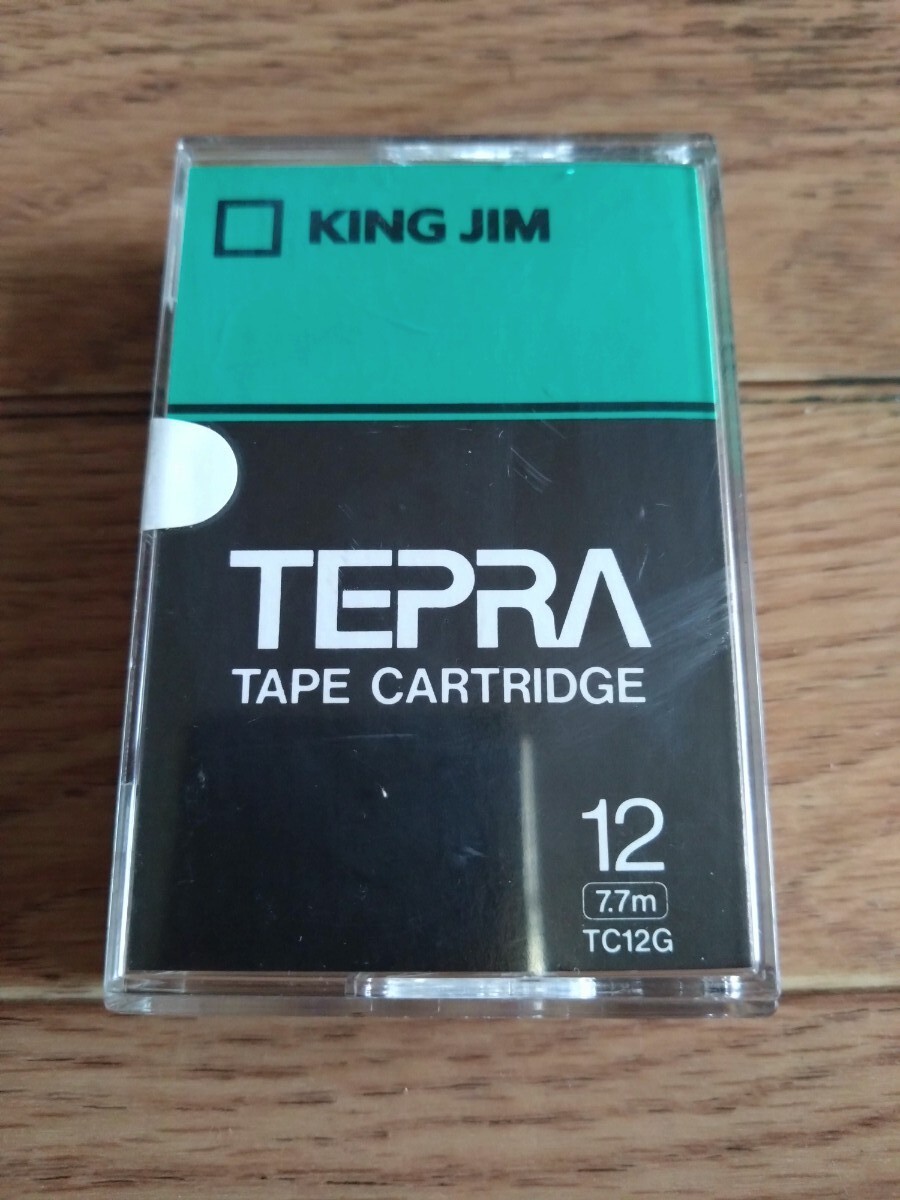 KING JIM
TEPRA
TAPE CARTRIDGE
12
7.7m
TC12G